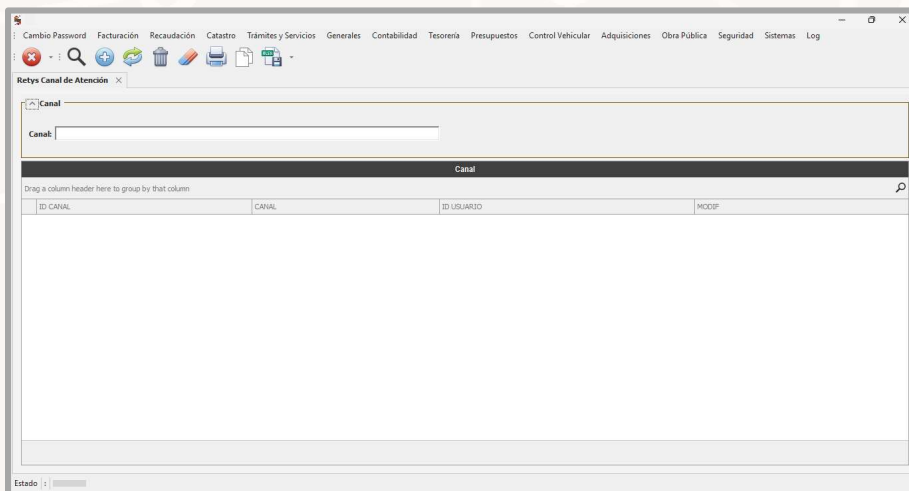 Cambio Password Facturación Recaudación Catastro Trámites y Servicios Generales Contabilidad Tesorería Presupuestos Control Vehicular Adquisiciones Obra Pública Seguridad Sistemas Log
Retys Canal de Atención
Canal
Canal:
Canal
Drag a column header here to group by that column
ID CANAL CANAL ID USUARIO MODIF
Estado :